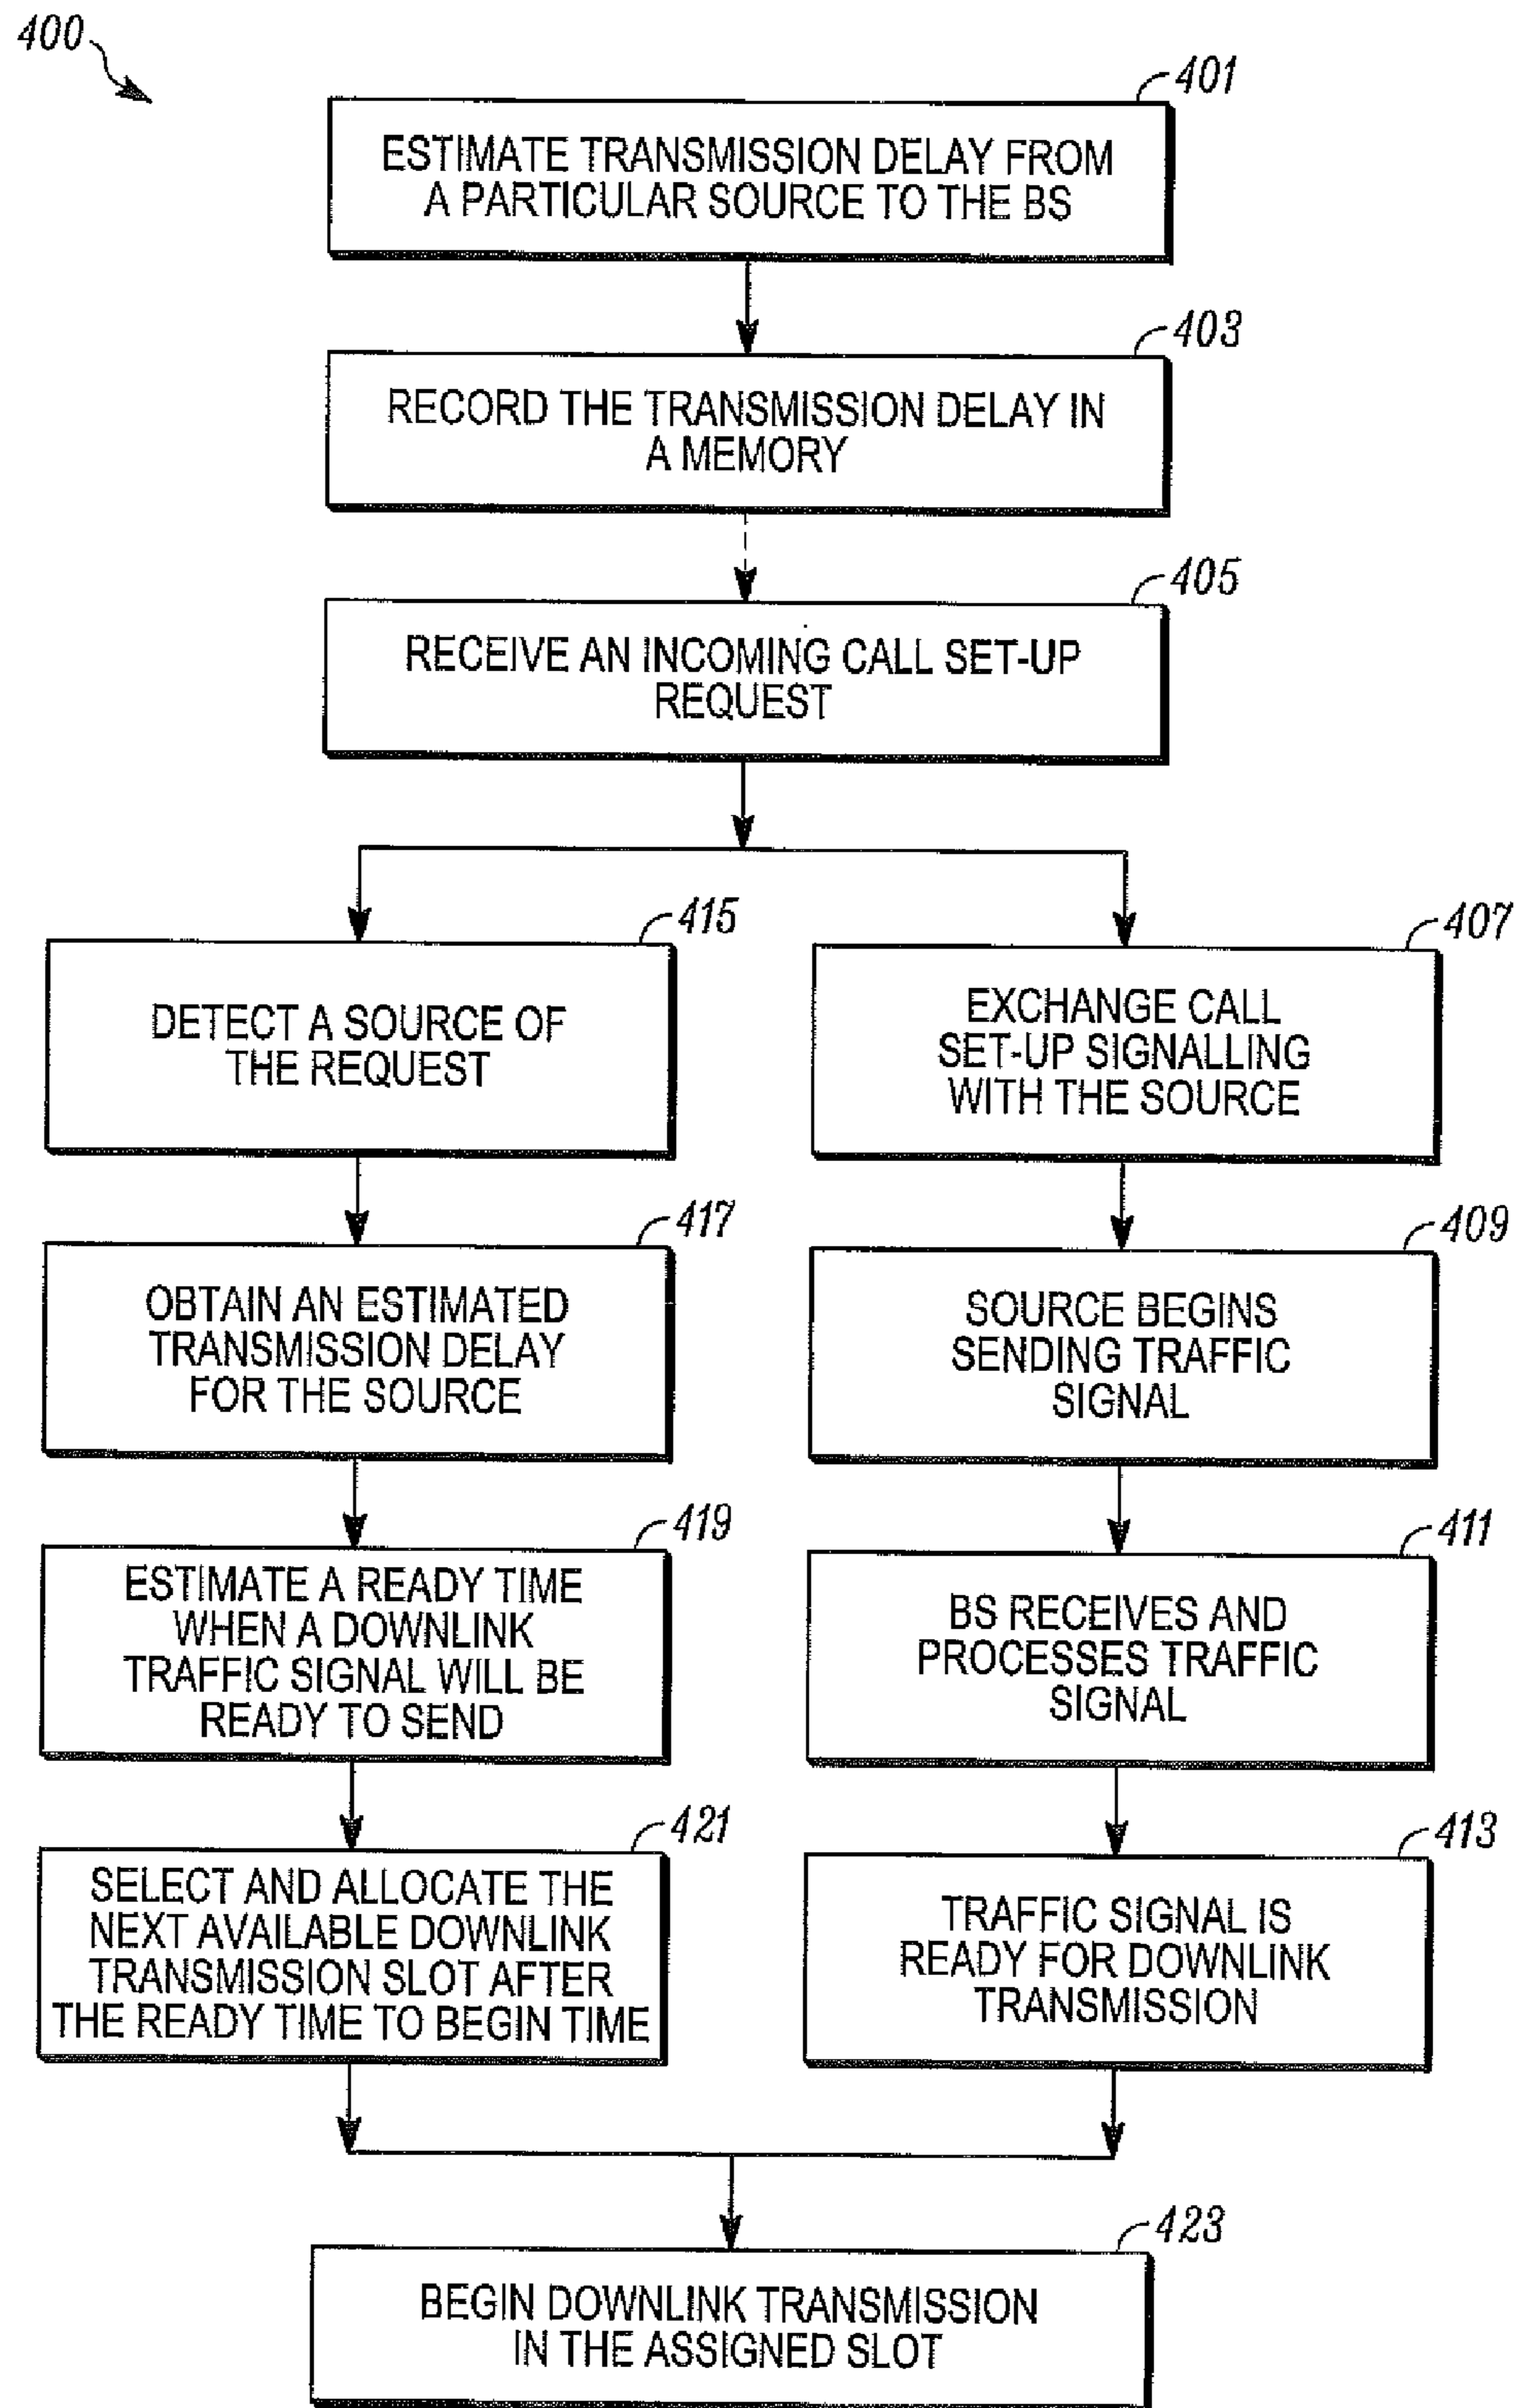 400
401
ESTIMATE TRANSMISSION DELAY FROM
A PARTICULAR SOURCE TO THE BS
403
RECORD THE TRANSMISSION DELAY IN
A MEMORY
405
RECEIVE AN INCOMING CALL SET-UP
REQUEST
415
DETECT A SOURCE OF
THE REQUEST
407
EXCHANGE CALL
SET-UP SIGNALLING
WITH THE SOURCE
417
OBTAIN AN ESTIMATED
TRANSMISSION DELAY
FOR THE SOURCE
409
SOURCE BEGINS
SENDING TRAFFIC
SIGNAL
419
ESTIMATE A READY TIME
WHEN A DOWNLINK
TRAFFIC SIGNAL WILL BE
READY TO SEND
411
BS RECEIVES AND
PROCESSES TRAFFIC
SIGNAL
421
SELECT AND ALLOCATE THE
NEXT AVAILABLE DOWNLINK
TRANSMISSION SLOT AFTER
THE READY TIME TO BEGIN TIME
413
TRAFFIC SIGNAL IS
READY FOR DOWNLINK
TRANSMISSION
423
BEGIN DOWNLINK TRANSMISSION
IN THE ASSIGNED SLOT